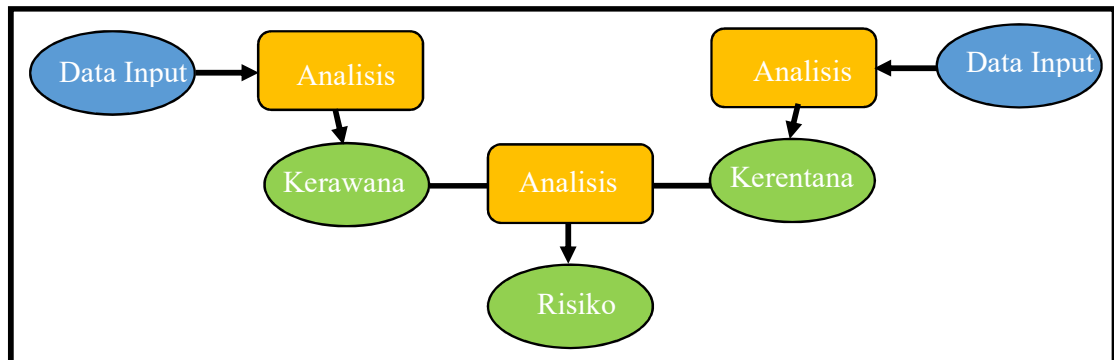 Data Input
Analisis
Analisis
Data Input
Kerawana
Analisis
Kerentana
Risiko